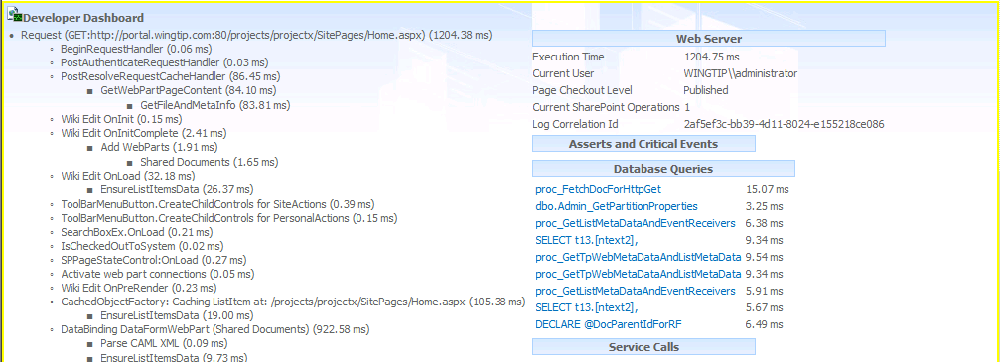 Developer Dashboard
Request (GET:http://portal.wingtip.com:80/projects/projectx/SitePages/Home.aspx) (1204.38 ms)
BeginRequestHandler (0.06 ms)
PostAuthenticateRequestHandler (0.03 ms)
PostResolveRequestCacheHandler (86.45 ms)
GetWebPartPageContent (84.10 ms)
GetFileAndMetaInfo (83.81 ms)
Wiki Edit OnInit (0.15 ms)
Wiki Edit OnInitComplete (2.41 ms)
Add WebParts (1.91 ms)
Shared Documents (1.65 ms)
Wiki Edit OnLoad (32.18 ms)
EnsureListItemsData (26.37 ms)
ToolBarMenuButton.CreateChildControls for SiteActions (0.39 ms)
ToolBarMenuButton.CreateChildControls for PersonalActions (0.15 ms)
SearchBoxEx.OnLoad (0.21 ms)
IsCheckedOutToSystem (0.02 ms)
SPPageStateControl:OnLoad (0.27 ms)
Activate web part connections (0.05 ms)
Wiki Edit OnPreRender (0.23 ms)
CachedObjectFactory: Caching ListItem at: /projects/projectx/SitePages/Home.aspx (105.38 ms)
EnsureListItemsData (19.00 ms)
DataBinding DataFormWebPart (Shared Documents) (922.58 ms)
Parse CAML XML (0.09 ms)
EnsureListItemsData (9.73 ms)
Web Server
Execution Time 1204.75 ms
Current User WINGTIP\\administrator
Page Checkout Level Published
Current SharePoint Operations 1
Log Correlation Id 2af5ef3c-bb39-4d11-8024-e155218ce086
Asserts and Critical Events
Database Queries
proc_FetchDocForHttpGet 15.07 ms
dbo.Admin_GetPartitionProperties 3.25 ms
proc_GetListMetaDataAndEventReceivers 6.38 ms
SELECT t13.[ntext2], 9.34 ms
proc_GetTpWebMetaDataAndListMetaData 9.54 ms
proc_GetTpWebMetaDataAndListMetaData 9.34 ms
proc_GetListMetaDataAndEventReceivers 5.91 ms
SELECT t13.[ntext2], 5.67 ms
DECLARE @DocParentIdForRF 6.49 ms
Service Calls